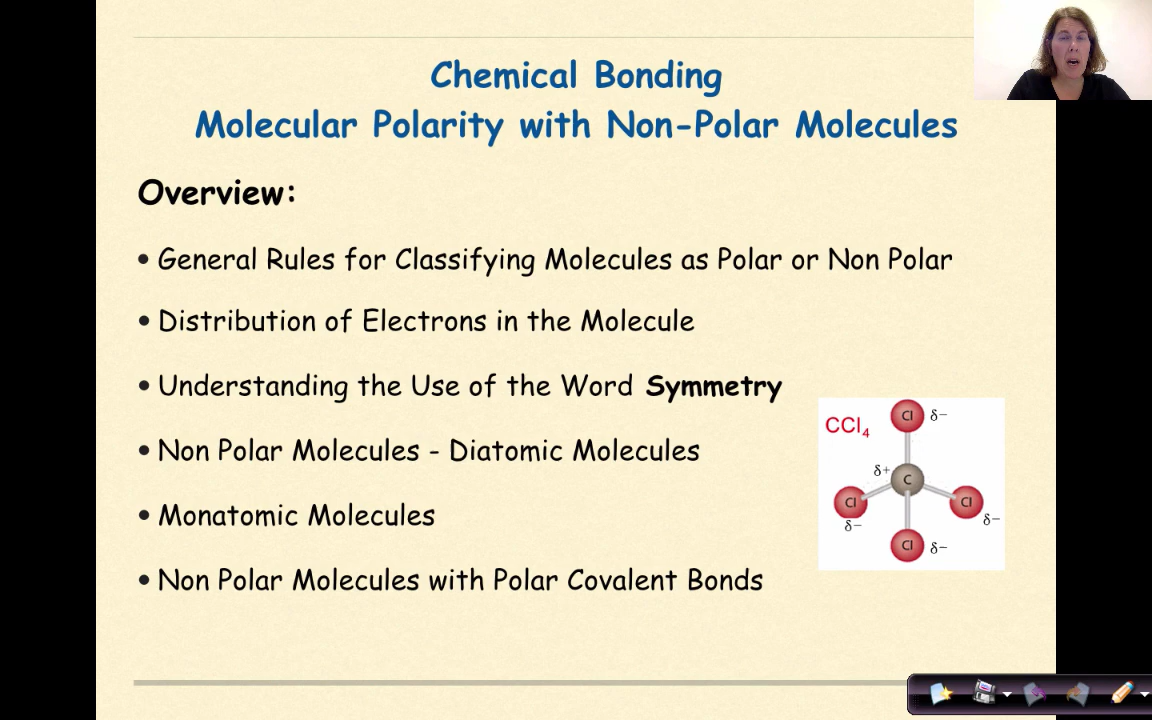 Chemical Bonding
Molecular Polarity with Non-Polar Molecules
Overview:
• General Rules for Classifying Molecules as Polar or Non Polar
• Distribution of Electrons in the Molecule
• Understanding the Use of the Word Symmetry
• Non Polar Molecules - Diatomic Molecules
• Monatomic Molecules
• Non Polar Molecules with Polar Covalent Bonds
CCl₄
Cl δ−
δ+
C
Cl
Cl
δ−
δ−
Cl δ−